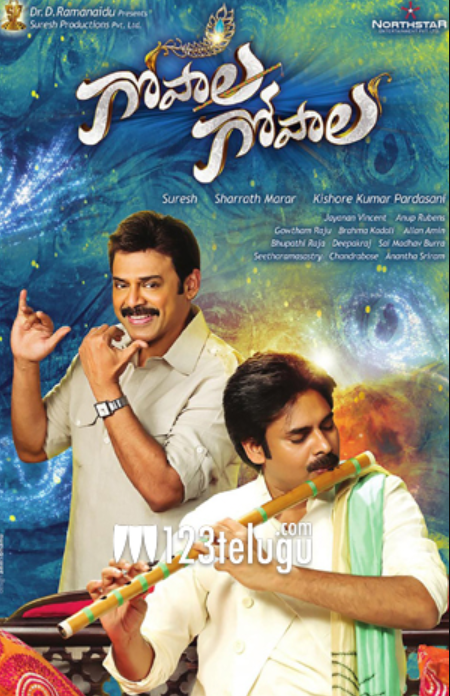 Dr. D. Ramanaidu Presents
Suresh Productions Pvt. Ltd.
NORTHSTAR
ENTERTAINMENT PVT. LTD.
గోపాల
గోపాల
Suresh Sharrath Marar Kishore Kumar Pardasani
Jayanan Vincent Anup Rubens
Gowtham Raju Brahma Kadali Allan Amin
Bhupathi Raja Deepakraj Sai Madhav Burra
Seetharamasastry Chandrabose Anantha Sriram
123telugu.com